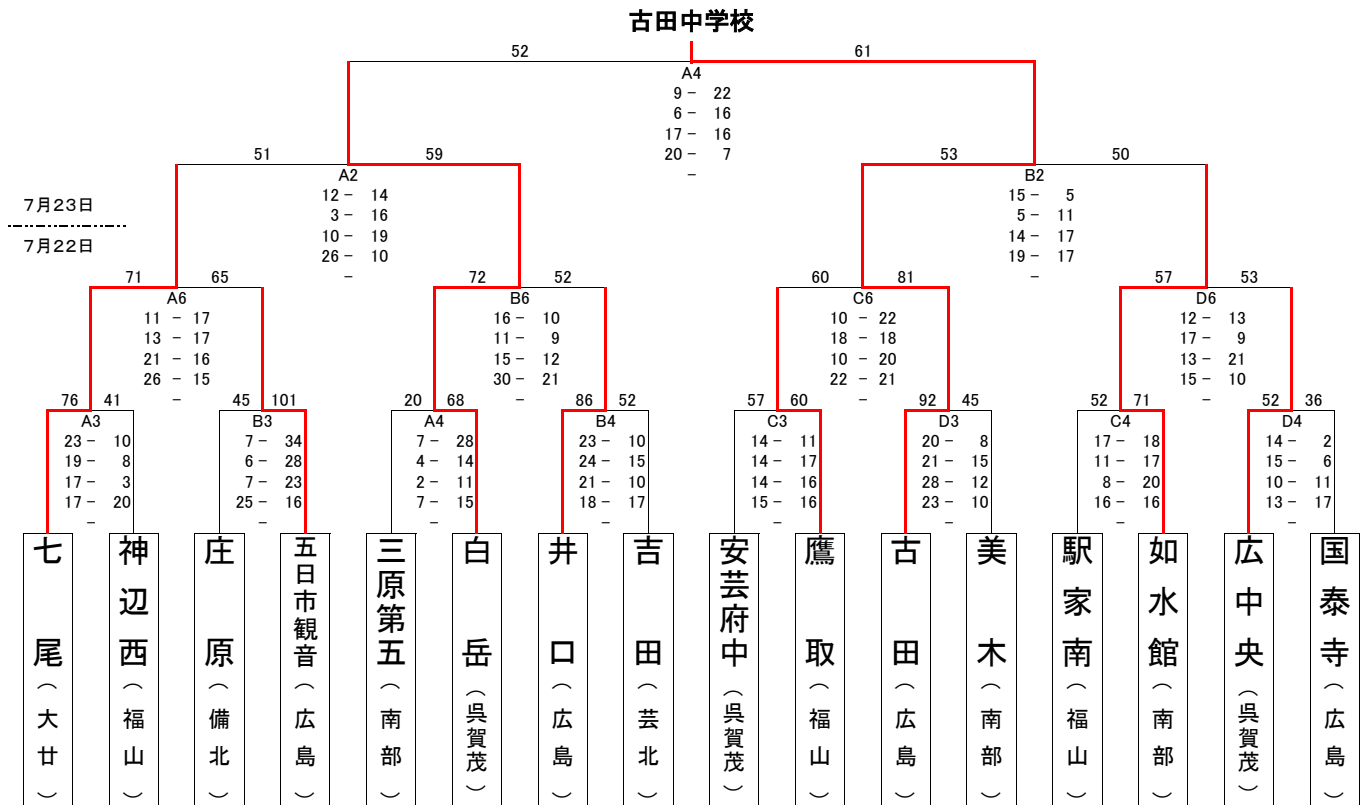 古田中学校
52 61
A4
9 － 22
6 － 16
17 － 16
20 － 7
－
51 59
A2
12 － 14
3 － 16
10 － 19
26 － 10
－
53 50
B2
15 － 5
5 － 11
14 － 17
19 － 17
－
7月23日
7月22日
71 65
A6
11 － 17
13 － 17
21 － 16
26 － 15
－
72 52
B6
16 － 10
11 － 9
15 － 12
30 － 21
－
60 81
C6
10 － 22
18 － 18
10 － 20
22 － 21
－
57 53
D6
12 － 13
17 － 9
13 － 21
15 － 10
－
76 41
A3
23 － 10
19 － 8
17 － 3
17 － 20
－
45 101
B3
7 － 34
6 － 28
7 － 23
25 － 16
－
20 68
A4
7 － 28
4 － 14
2 － 11
7 － 15
－
86 52
B4
23 － 10
24 － 15
21 － 10
18 － 17
－
57 60
C3
14 － 11
14 － 17
14 － 16
15 － 16
－
92 45
D3
20 － 8
21 － 15
28 － 12
23 － 10
－
52 71
C4
17 － 18
11 － 17
8 － 20
16 － 16
－
52 36
D4
14 － 2
15 － 6
10 － 11
13 － 17
－
七尾（大廿）
神辺西（福山）
庄原（備北）
五日市観音（広島）
三原第五（南部）
白岳（呉賀茂）
井口（広島）
吉田（芸北）
安芸府中（呉賀茂）
鷹取（福山）
古田（広島）
美木（南部）
駅家南（福山）
如水館（南部）
広中央（呉賀茂）
国泰寺（広島）